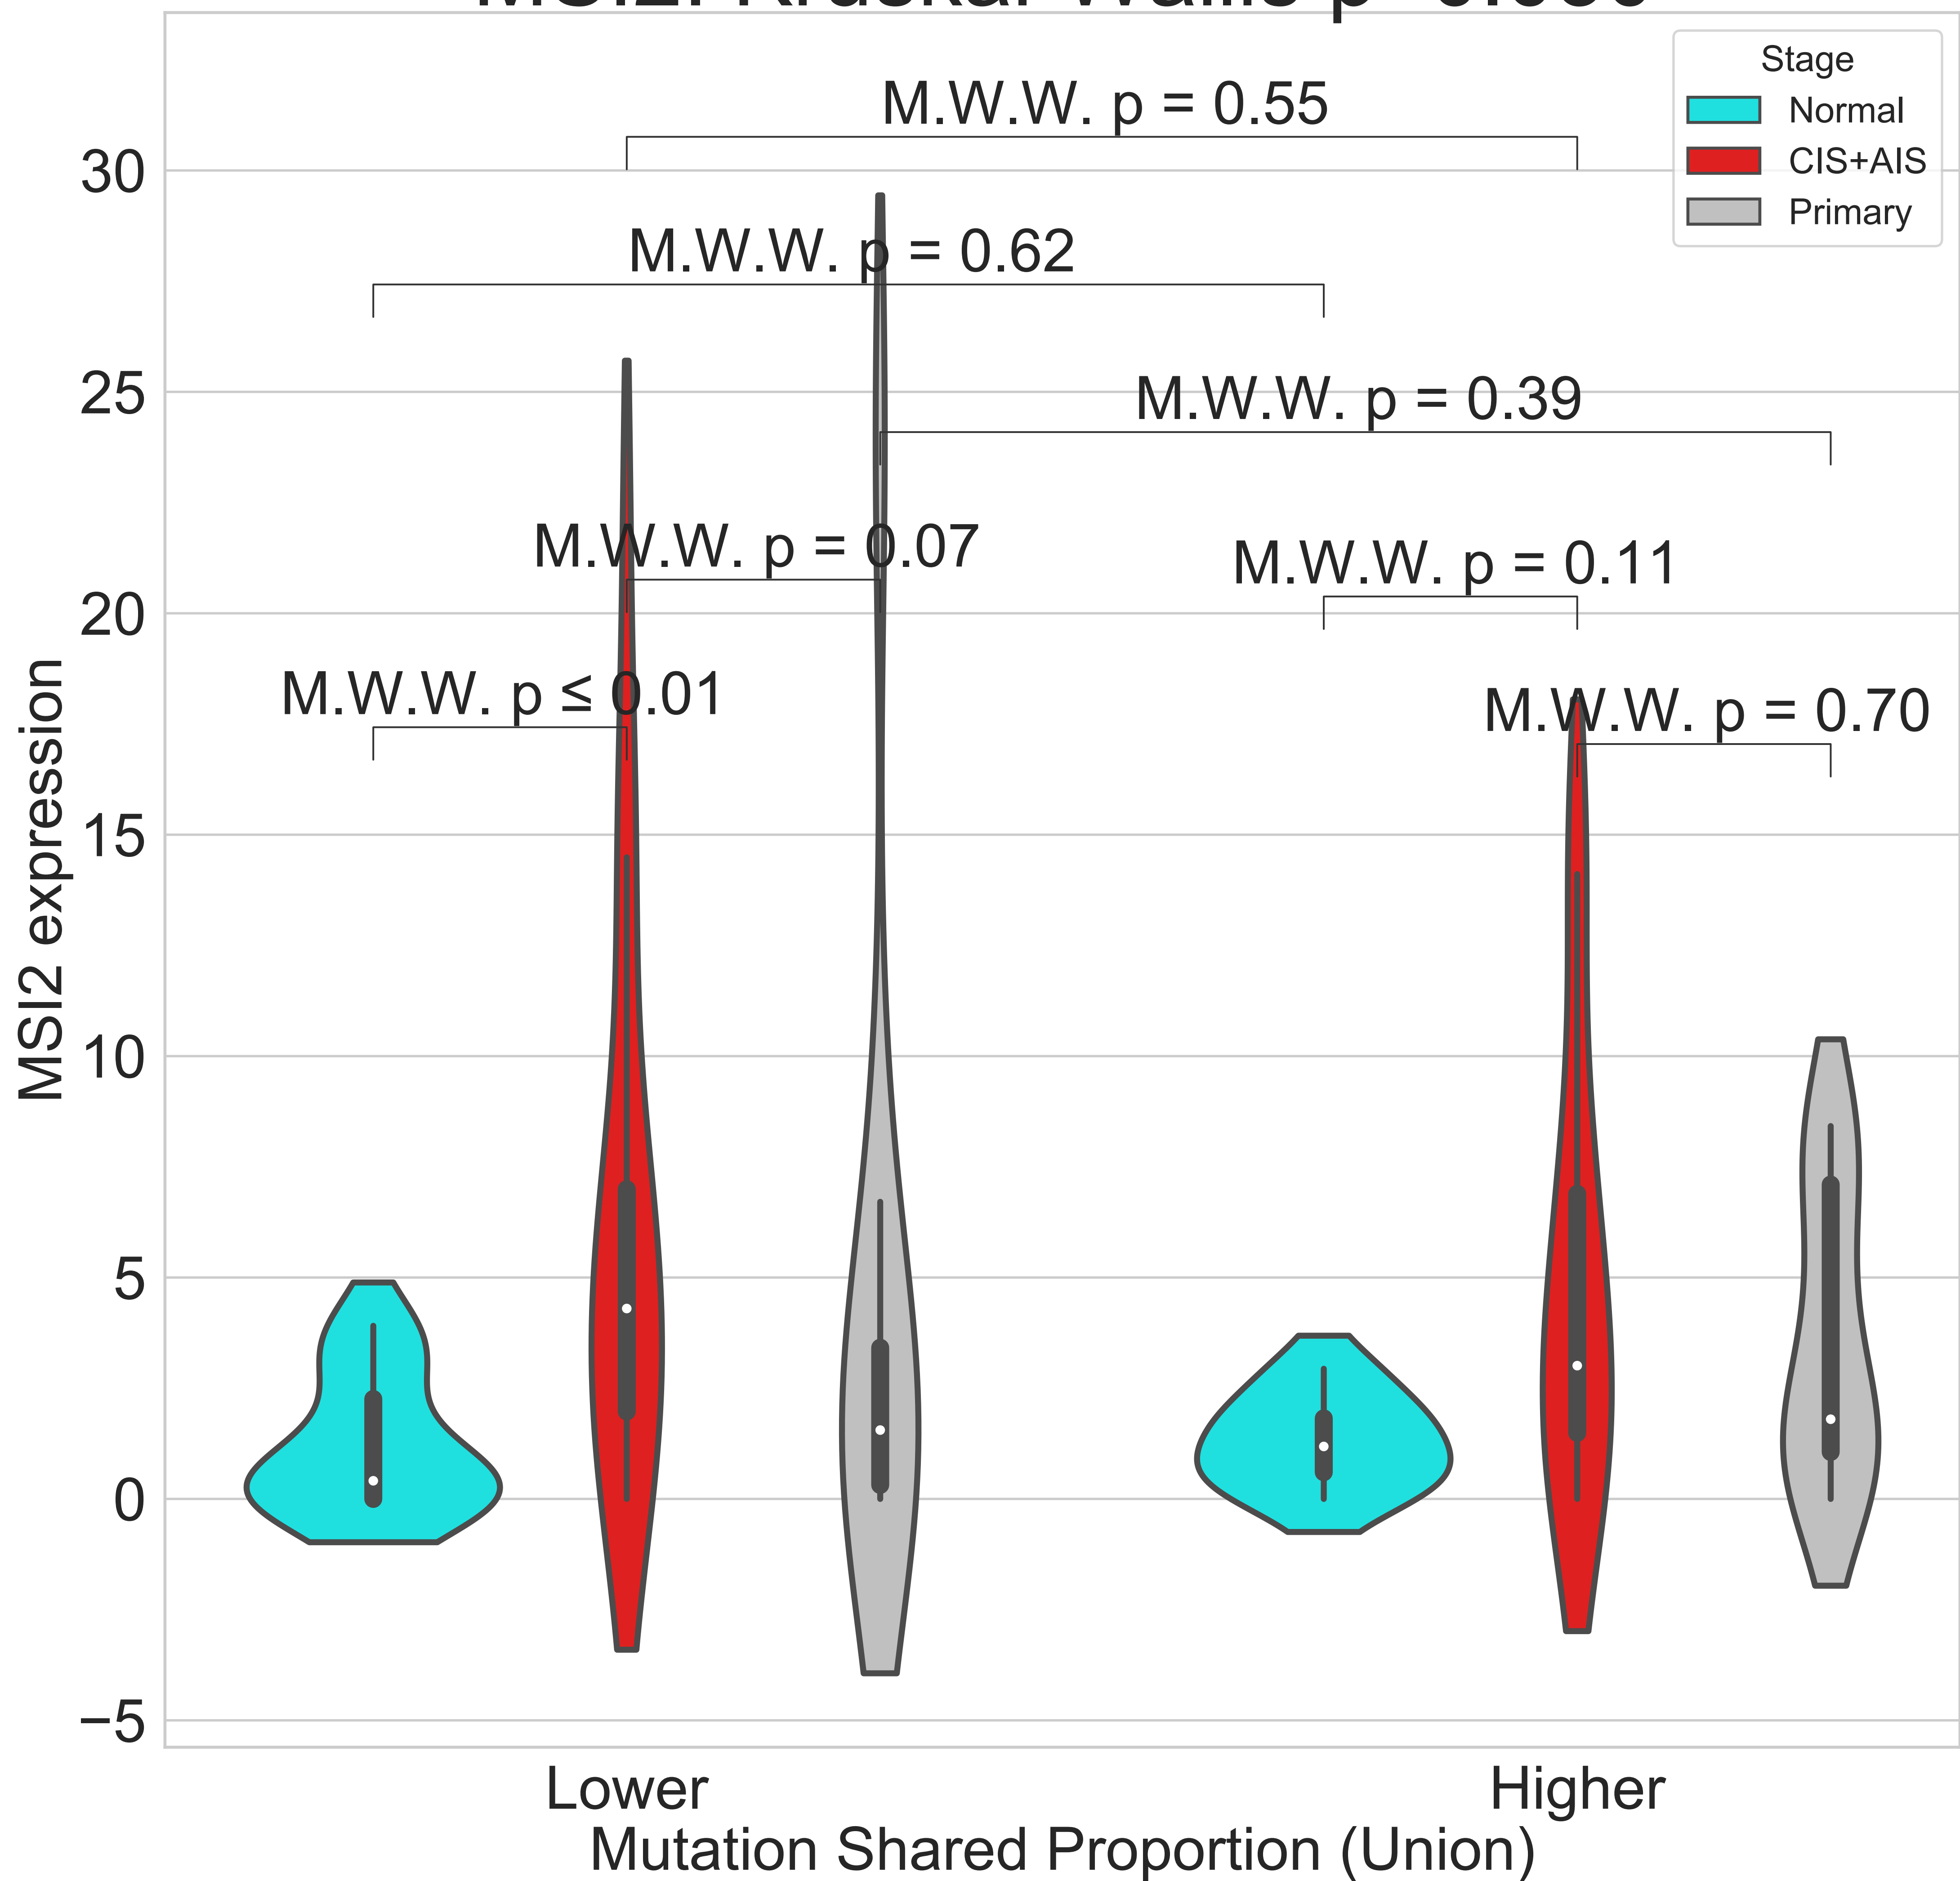 Stage
Normal
CIS+AIS
Primary
M.W.W. p = 0.55
M.W.W. p = 0.62
M.W.W. p = 0.39
M.W.W. p = 0.07
M.W.W. p = 0.11
M.W.W. p ≤ 0.01
M.W.W. p = 0.70
30
25
20
15
10
5
0
−5
MSI2 expression
Lower
Higher
Mutation Shared Proportion (Union)